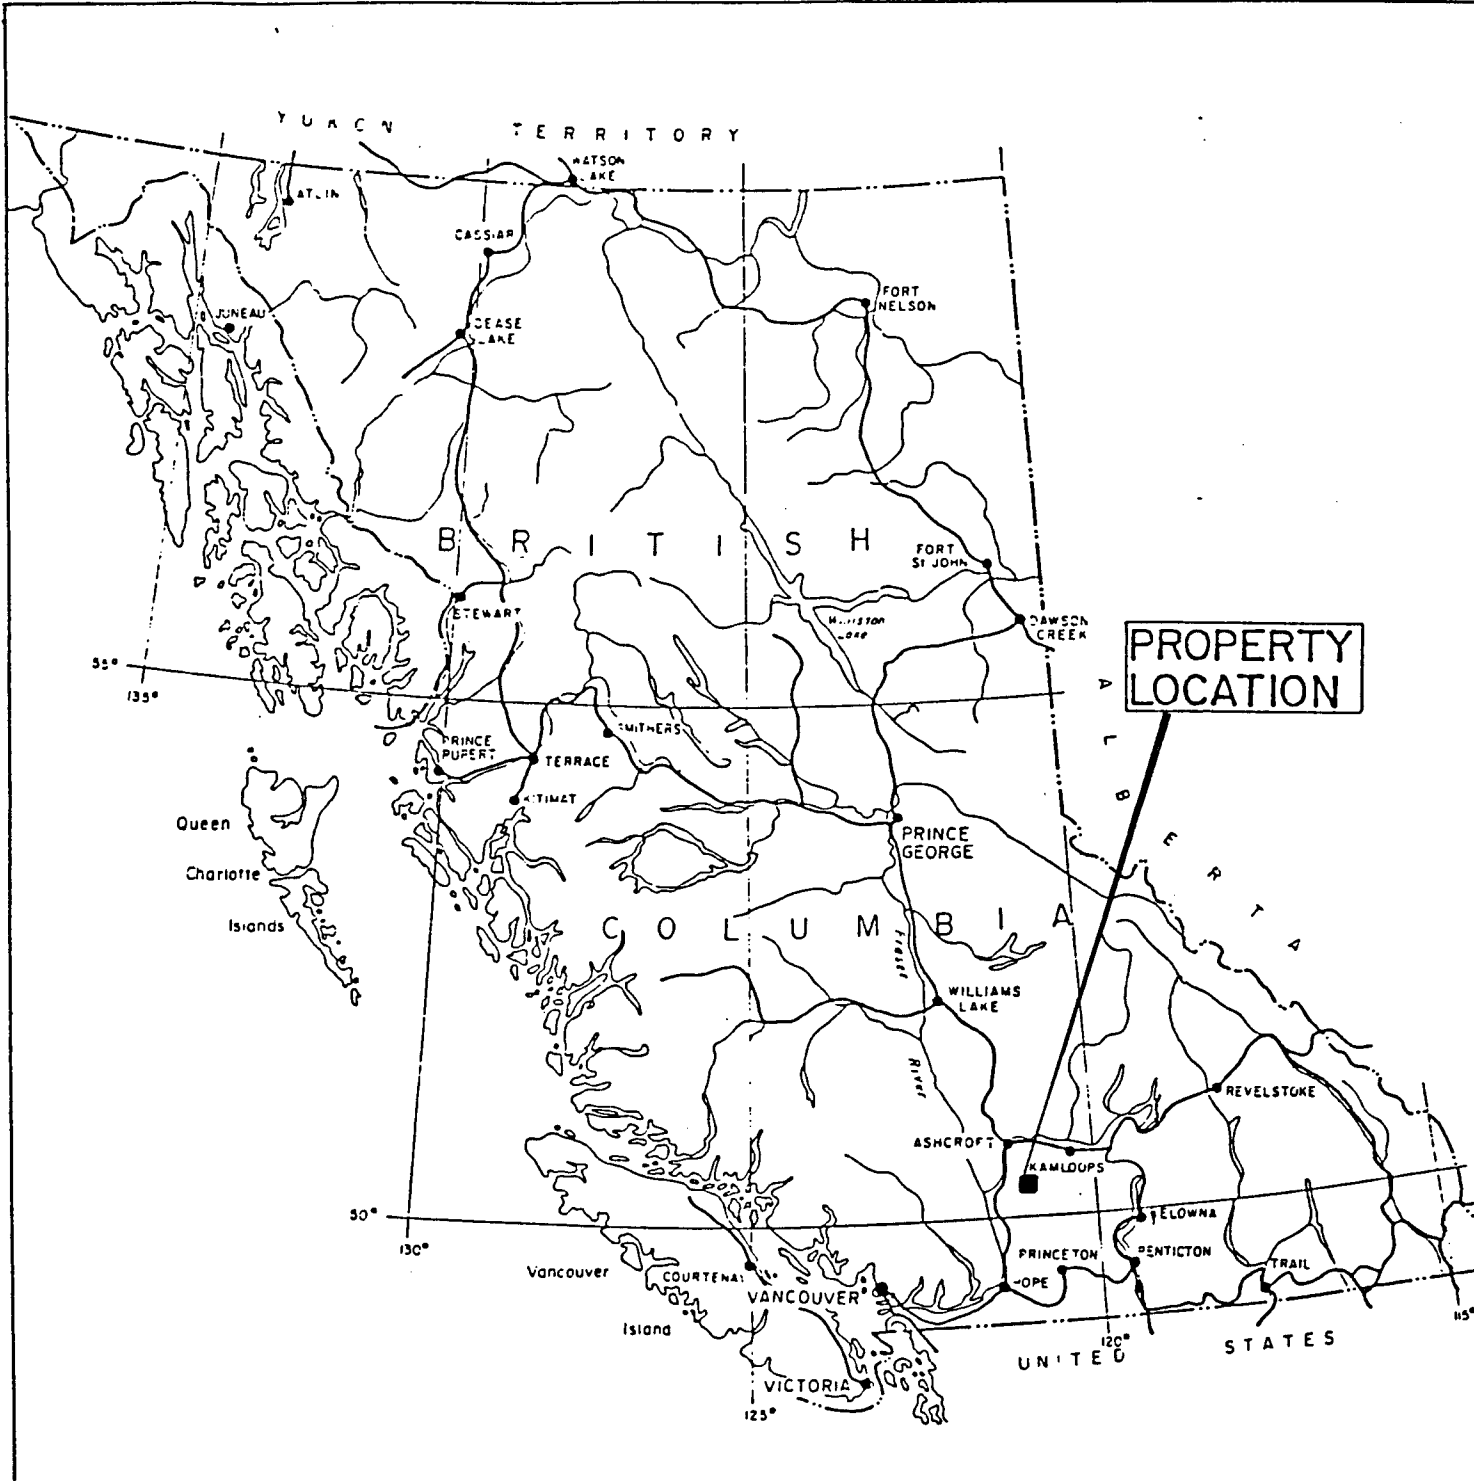 YUKON TERRITORY
WATSON
LAKE
ATLIN
CASSIAR
FORT
NELSON
JUNEAU
DEASE
LAKE
BRITISH
FORT
St JOHN
STEWART
Williston
Lake
DAWSON
CREEK
PROPERTY
LOCATION
55°
135°
ALBERTA
SMITHERS
PRINCE
RUPERT
TERRACE
KITIMAT
Queen
Charlotte
Islands
PRINCE
GEORGE
COLUMBIA
Fraser
River
WILLIAMS
LAKE
REVELSTOKE
ASHCROFT
KAMLOOPS
50°
130°
KELOWNA
Vancouver
Island
COURTENAY
PRINCETON
PENTICTON
TRAIL
VANCOUVER
HOPE
115°
120°
UNITED STATES
VICTORIA
125°